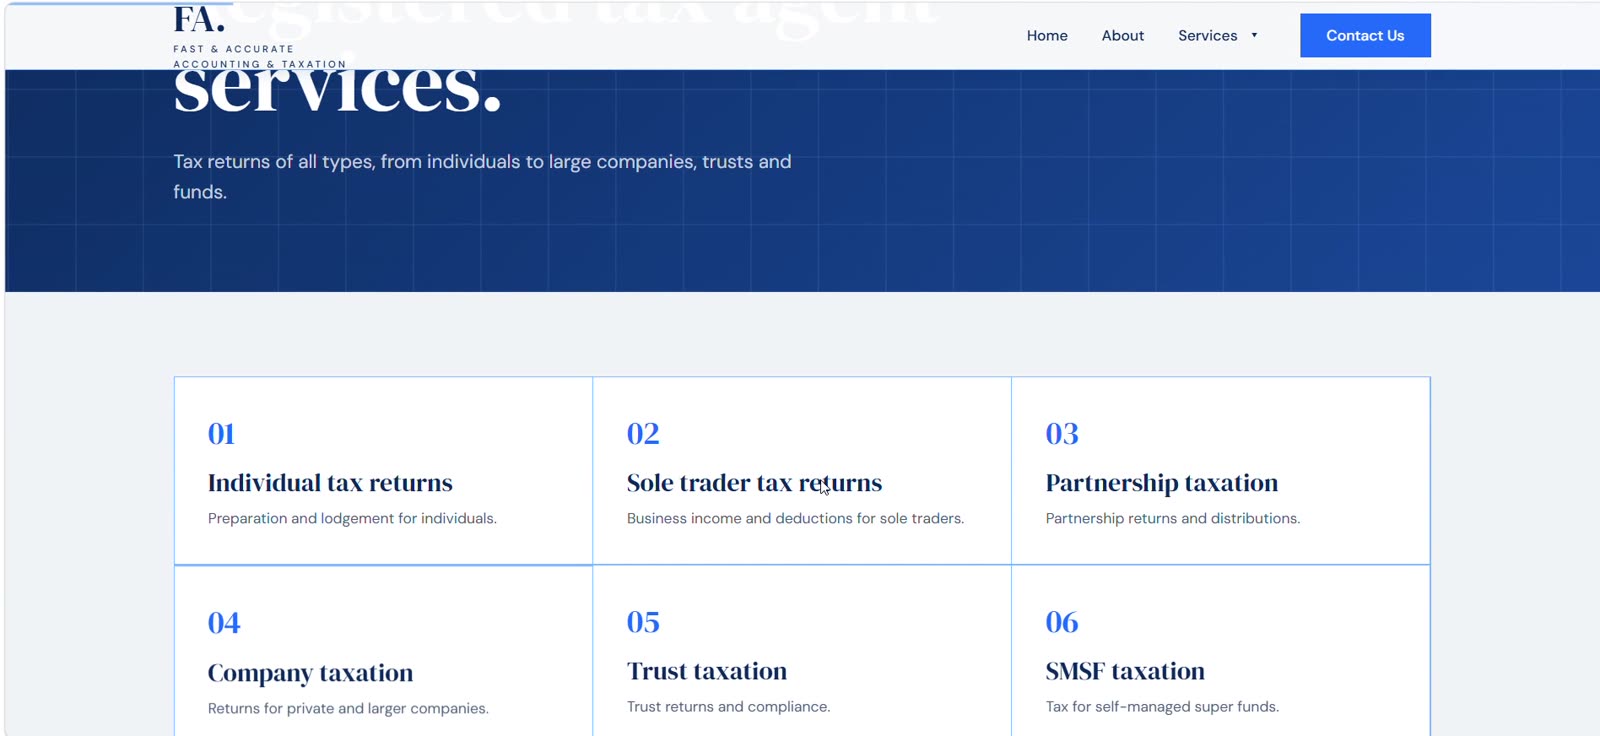 Registered tax agent
FA.
FAST & ACCURATE
ACCOUNTING & TAXATION
Home
About
Services
Contact Us
services.
Tax returns of all types, from individuals to large companies, trusts and
funds.
01
Individual tax returns
Preparation and lodgement for individuals.
02
Sole trader tax returns
Business income and deductions for sole traders.
03
Partnership taxation
Partnership returns and distributions.
04
Company taxation
Returns for private and larger companies.
05
Trust taxation
Trust returns and compliance.
06
SMSF taxation
Tax for self-managed super funds.